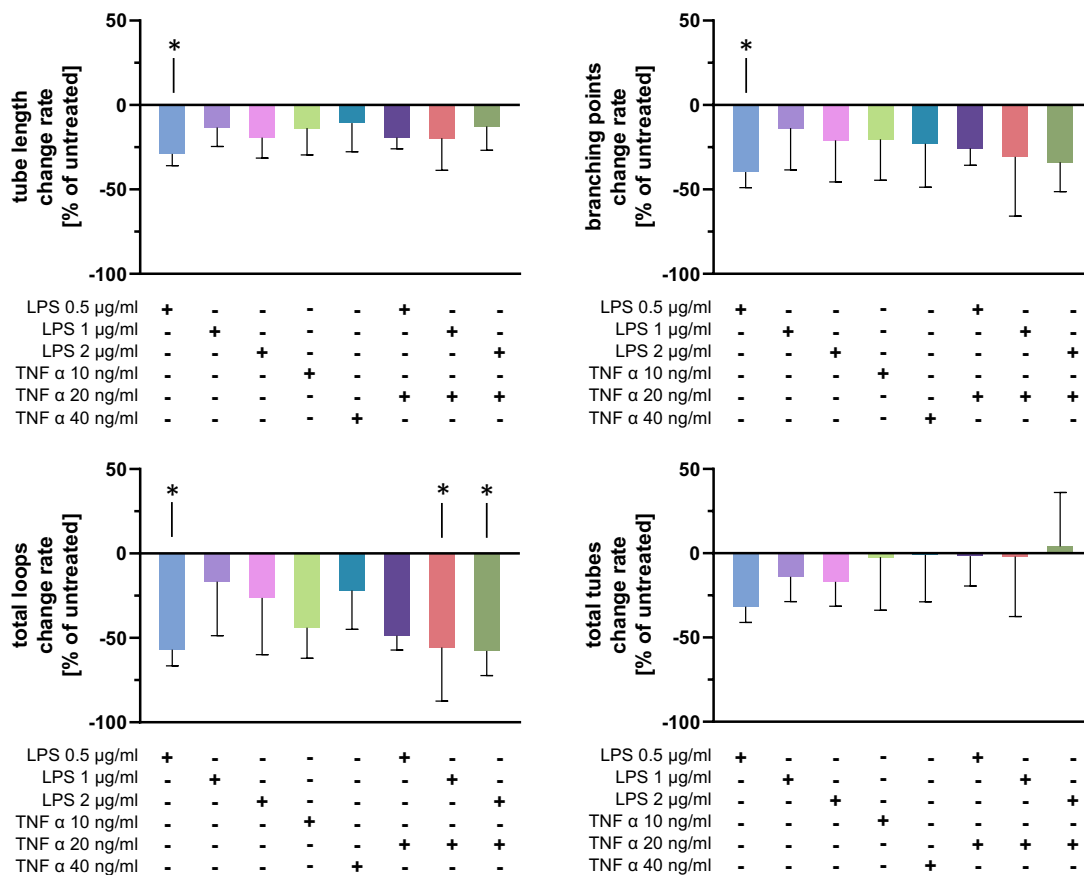 50
0
-50
-100
tube length
change rate
[% of untreated]
*
LPS 0.5 µg/ml + - - - - + - -
LPS 1 µg/ml - + - - - - + -
LPS 2 µg/ml - - + - - - - +
TNF α 10 ng/ml - - - + - - - -
TNF α 20 ng/ml - - - - - + + +
TNF α 40 ng/ml - - - - + - - -
50
0
-50
-100
branching points
change rate
[% of untreated]
*
LPS 0.5 µg/ml + - - - - + - -
LPS 1 µg/ml - + - - - - + -
LPS 2 µg/ml - - + - - - - +
TNF α 10 ng/ml - - - + - - - -
TNF α 20 ng/ml - - - - - + + +
TNF α 40 ng/ml - - - - + - - -
50
0
-50
-100
total loops
change rate
[% of untreated]
* * *
LPS 0.5 µg/ml + - - - - + - -
LPS 1 µg/ml - + - - - - + -
LPS 2 µg/ml - - + - - - - +
TNF α 10 ng/ml - - - + - - - -
TNF α 20 ng/ml - - - - - + + +
TNF α 40 ng/ml - - - - + - - -
50
0
-50
-100
total tubes
change rate
[% of untreated]
LPS 0.5 µg/ml + - - - - + - -
LPS 1 µg/ml - + - - - - + -
LPS 2 µg/ml - - + - - - - +
TNF α 10 ng/ml - - - + - - - -
TNF α 20 ng/ml - - - - - + + +
TNF α 40 ng/ml - - - - + - - -